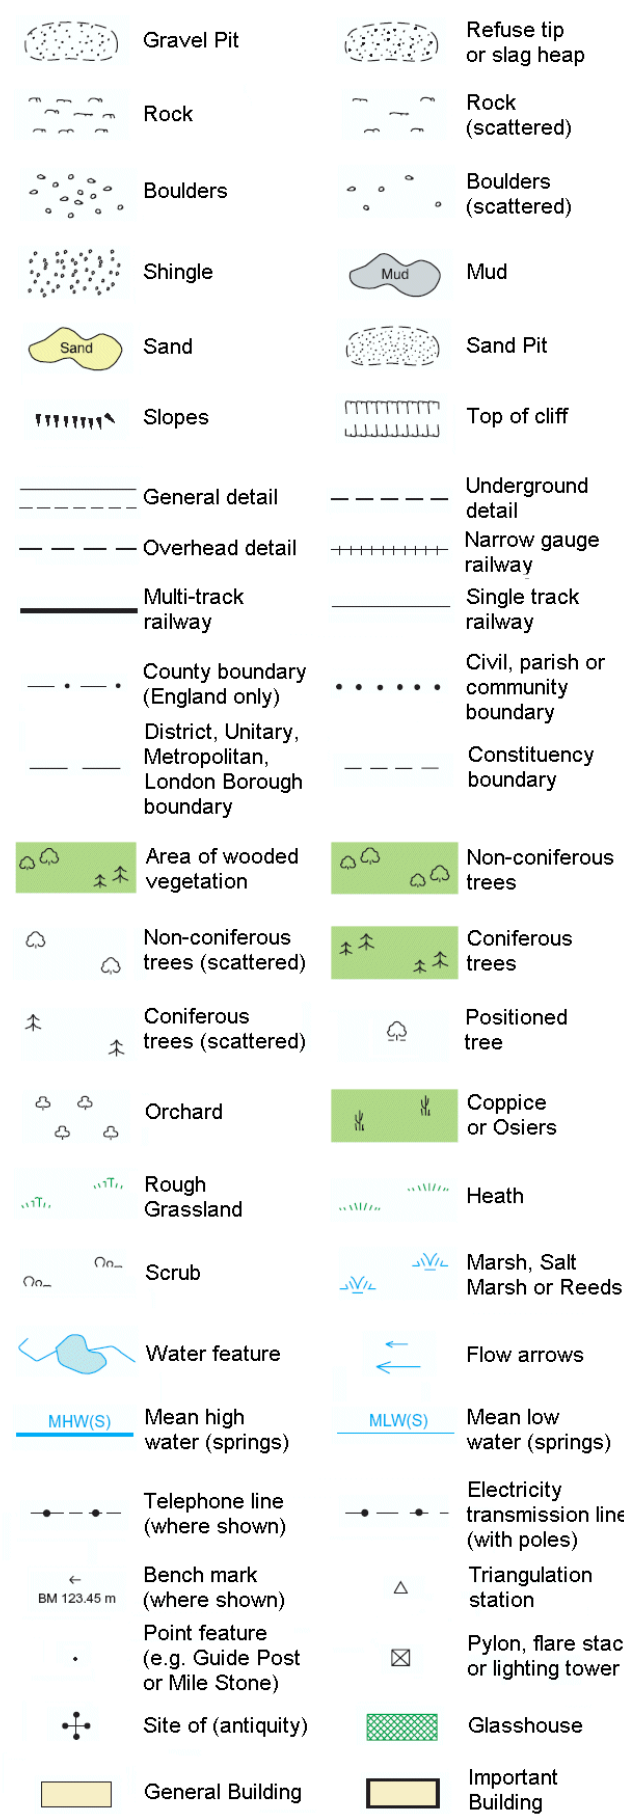 Gravel Pit
Refuse tip
or slag heap
Rock
Rock
(scattered)
Boulders
Boulders
(scattered)
Shingle
Mud
Mud
Sand
Sand
Sand Pit
Slopes
Top of cliff
General detail
Underground
detail
Overhead detail
Narrow gauge
railway
Multi-track
railway
Single track
railway
County boundary
(England only)
Civil, parish or
community
boundary
District, Unitary,
Metropolitan,
London Borough
boundary
Constituency
boundary
Area of wooded
vegetation
Non-coniferous
trees
Non-coniferous
trees (scattered)
Coniferous
trees
Coniferous
trees (scattered)
Positioned
tree
Orchard
Coppice
or Osiers
Rough
Grassland
Heath
Scrub
Marsh, Salt
Marsh or Reeds
Water feature
Flow arrows
MHW(S)
Mean high
water (springs)
MLW(S)
Mean low
water (springs)
Telephone line
(where shown)
Electricity
transmission line
(with poles)
BM 123.45 m
Bench mark
(where shown)
Triangulation
station
Point feature
(e.g. Guide Post
or Mile Stone)
Pylon, flare stac
or lighting tower
Site of (antiquity)
Glasshouse
General Building
Important
Building